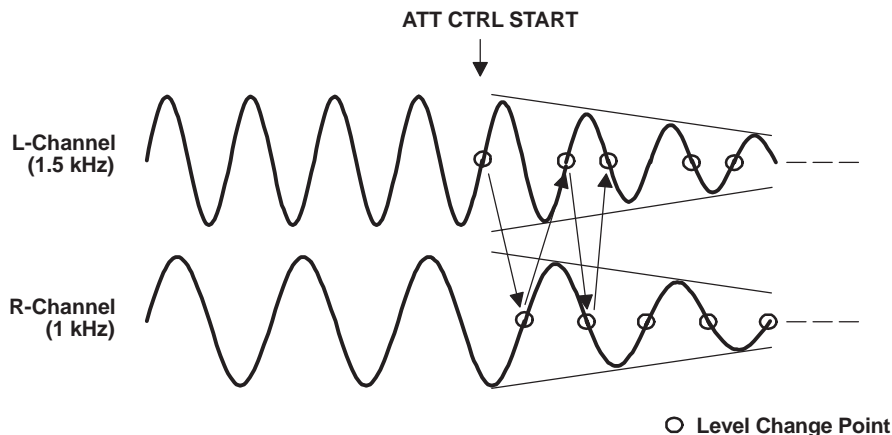 ATT CTRL START
L-Channel
(1.5 kHz)
R-Channel
(1 kHz)
Level Change Point